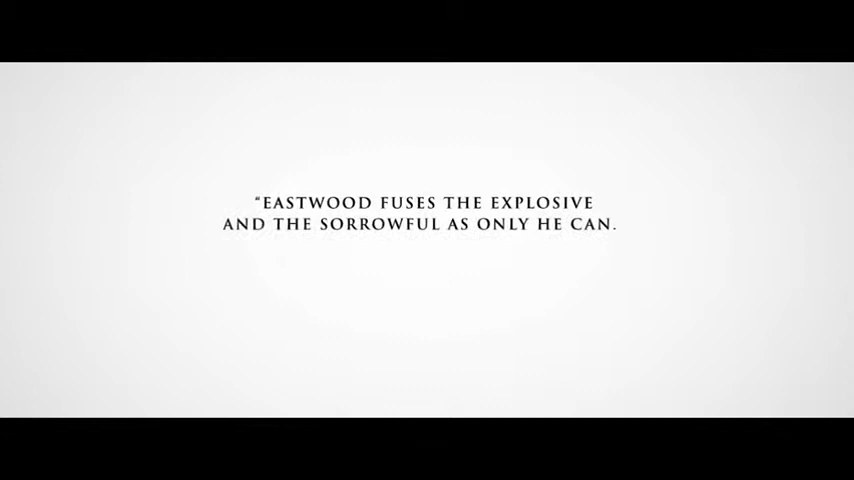 “EASTWOOD FUSES THE EXPLOSIVE
AND THE SORROWFUL AS ONLY HE CAN.